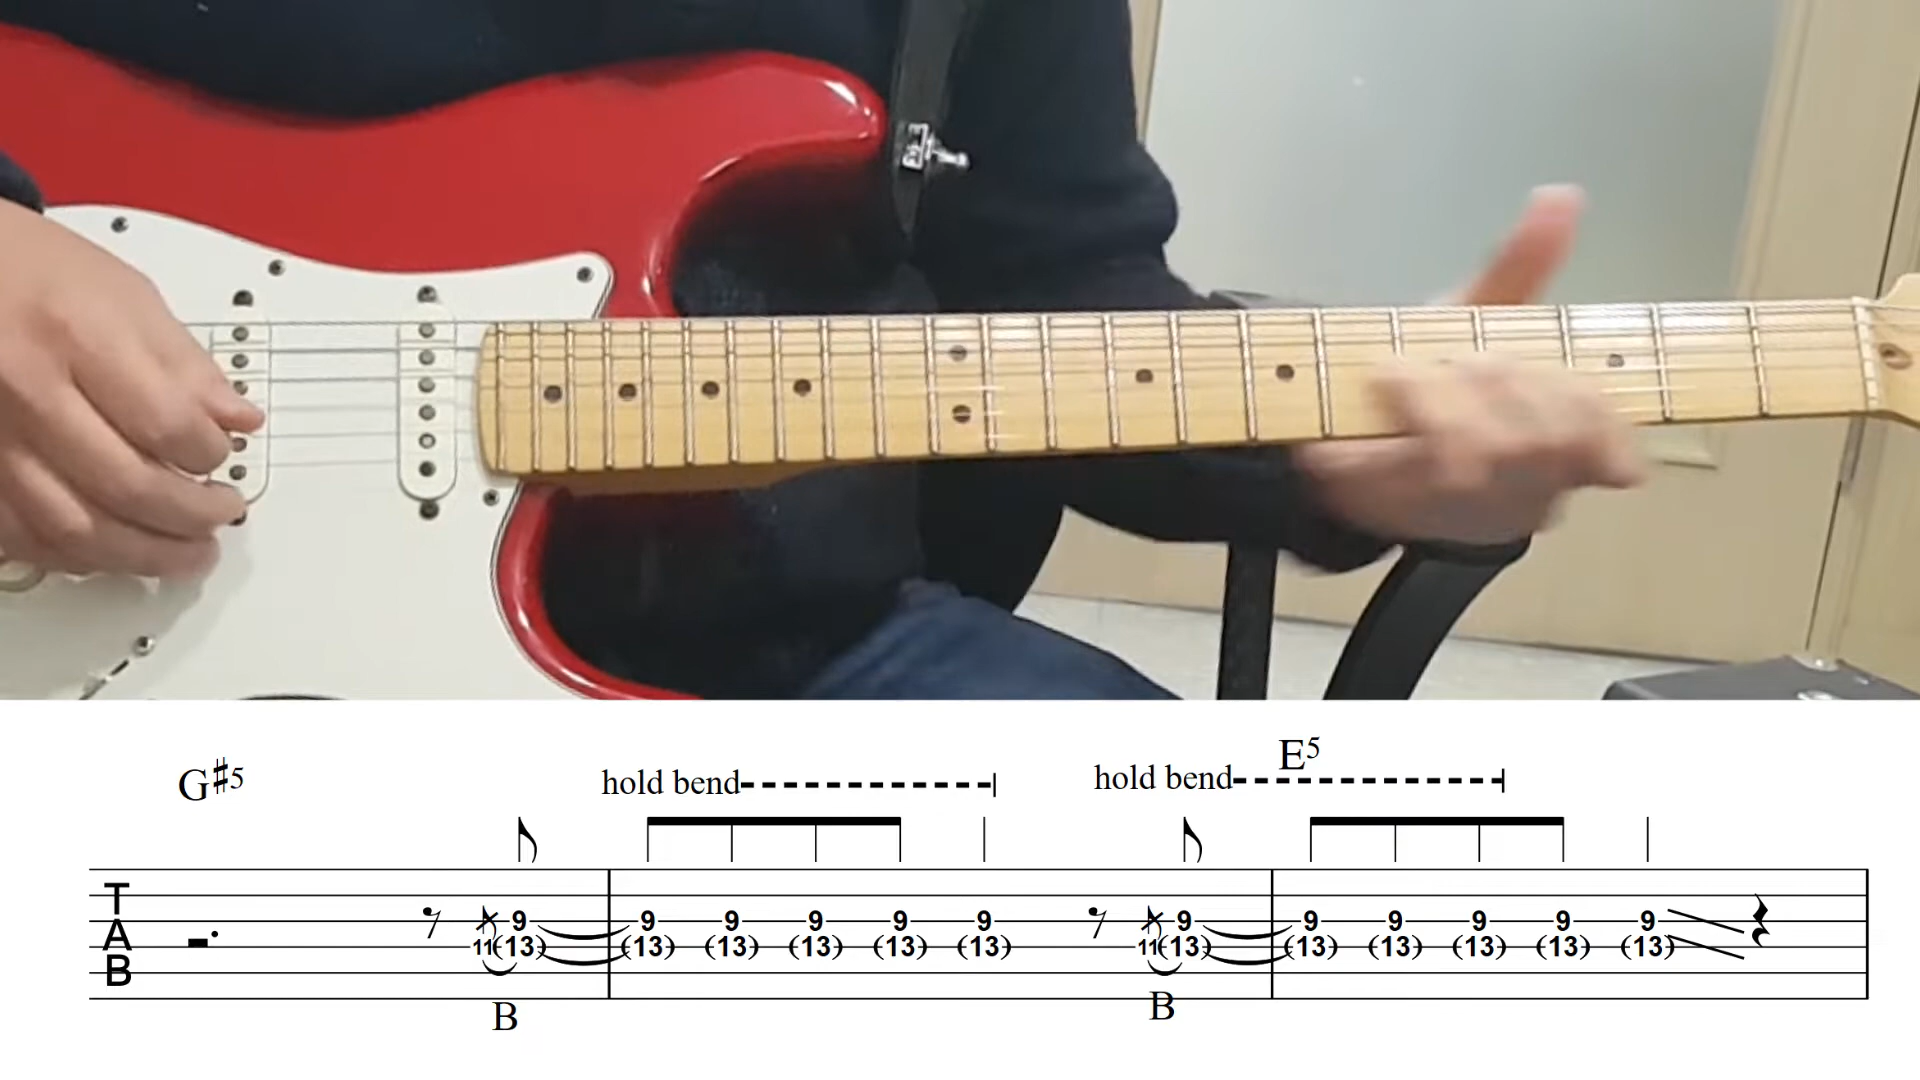 G♯5
hold bend
hold bend
E5
T
A
B
11 9 (13) 9 (13) 9 (13) 9 (13) 9 (13) 9 (13)
11 9 (13) 9 (13) 9 (13) 9 (13) 9 (13) 9 (13)
B
B